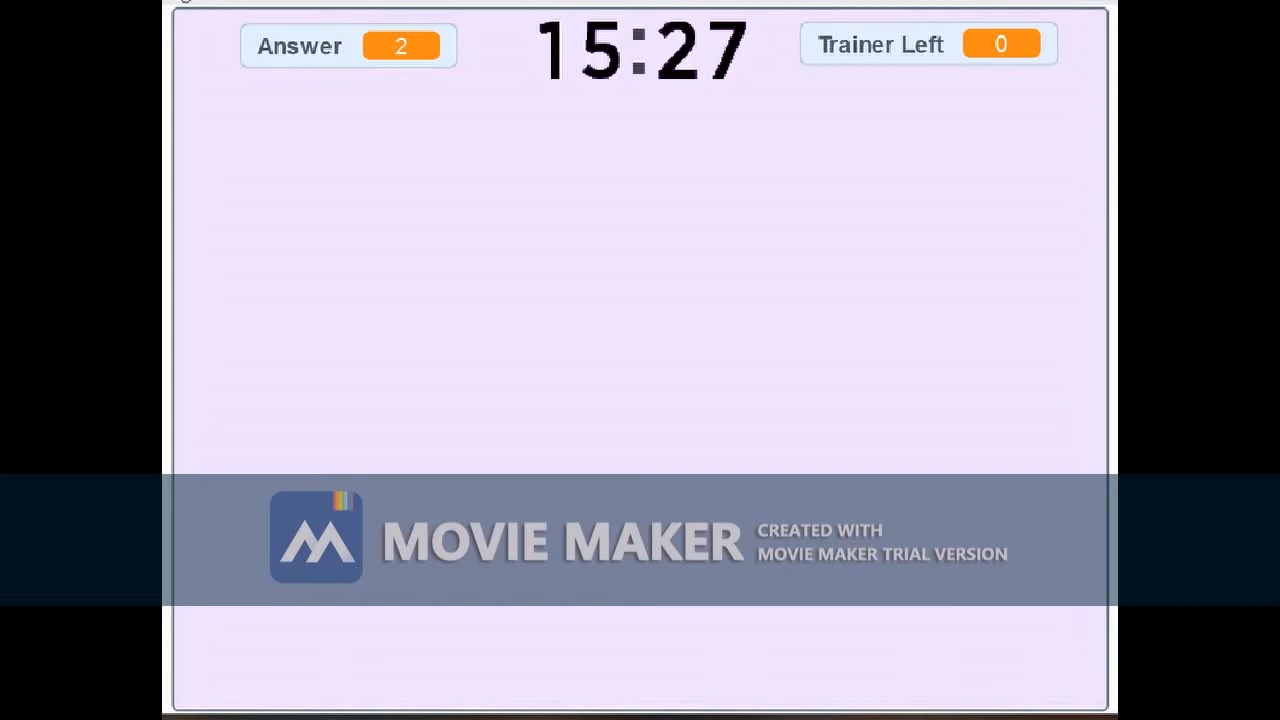 Answer 2
15:27
Trainer Left 0
MOVIE MAKER
CREATED WITH
MOVIE MAKER TRIAL VERSION